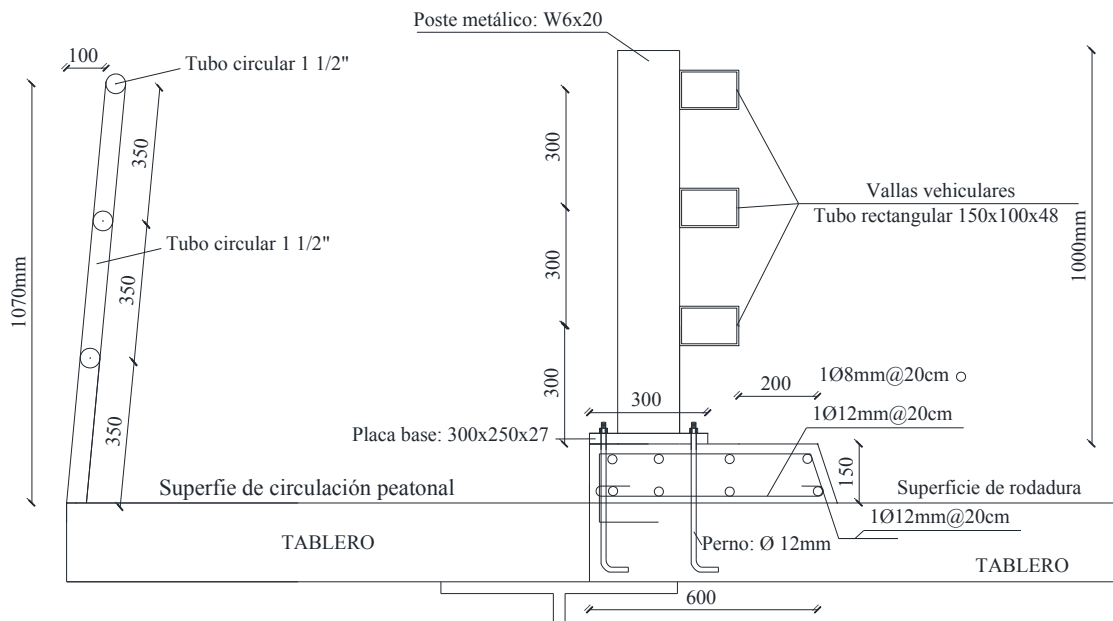 Poste metálico: W6x20
100
Tubo circular 1 1/2"
350
300
Vallas vehiculares
Tubo rectangular 150x100x48
1070mm
Tubo circular 1 1/2"
350
300
1000mm
350
300
300
200
1Ø8mm@20cm
1Ø12mm@20cm
Placa base: 300x250x27
150
Superfie de circulación peatonal
Superficie de rodadura
1Ø12mm@20cm
TABLERO
Perno: Ø 12mm
TABLERO
600